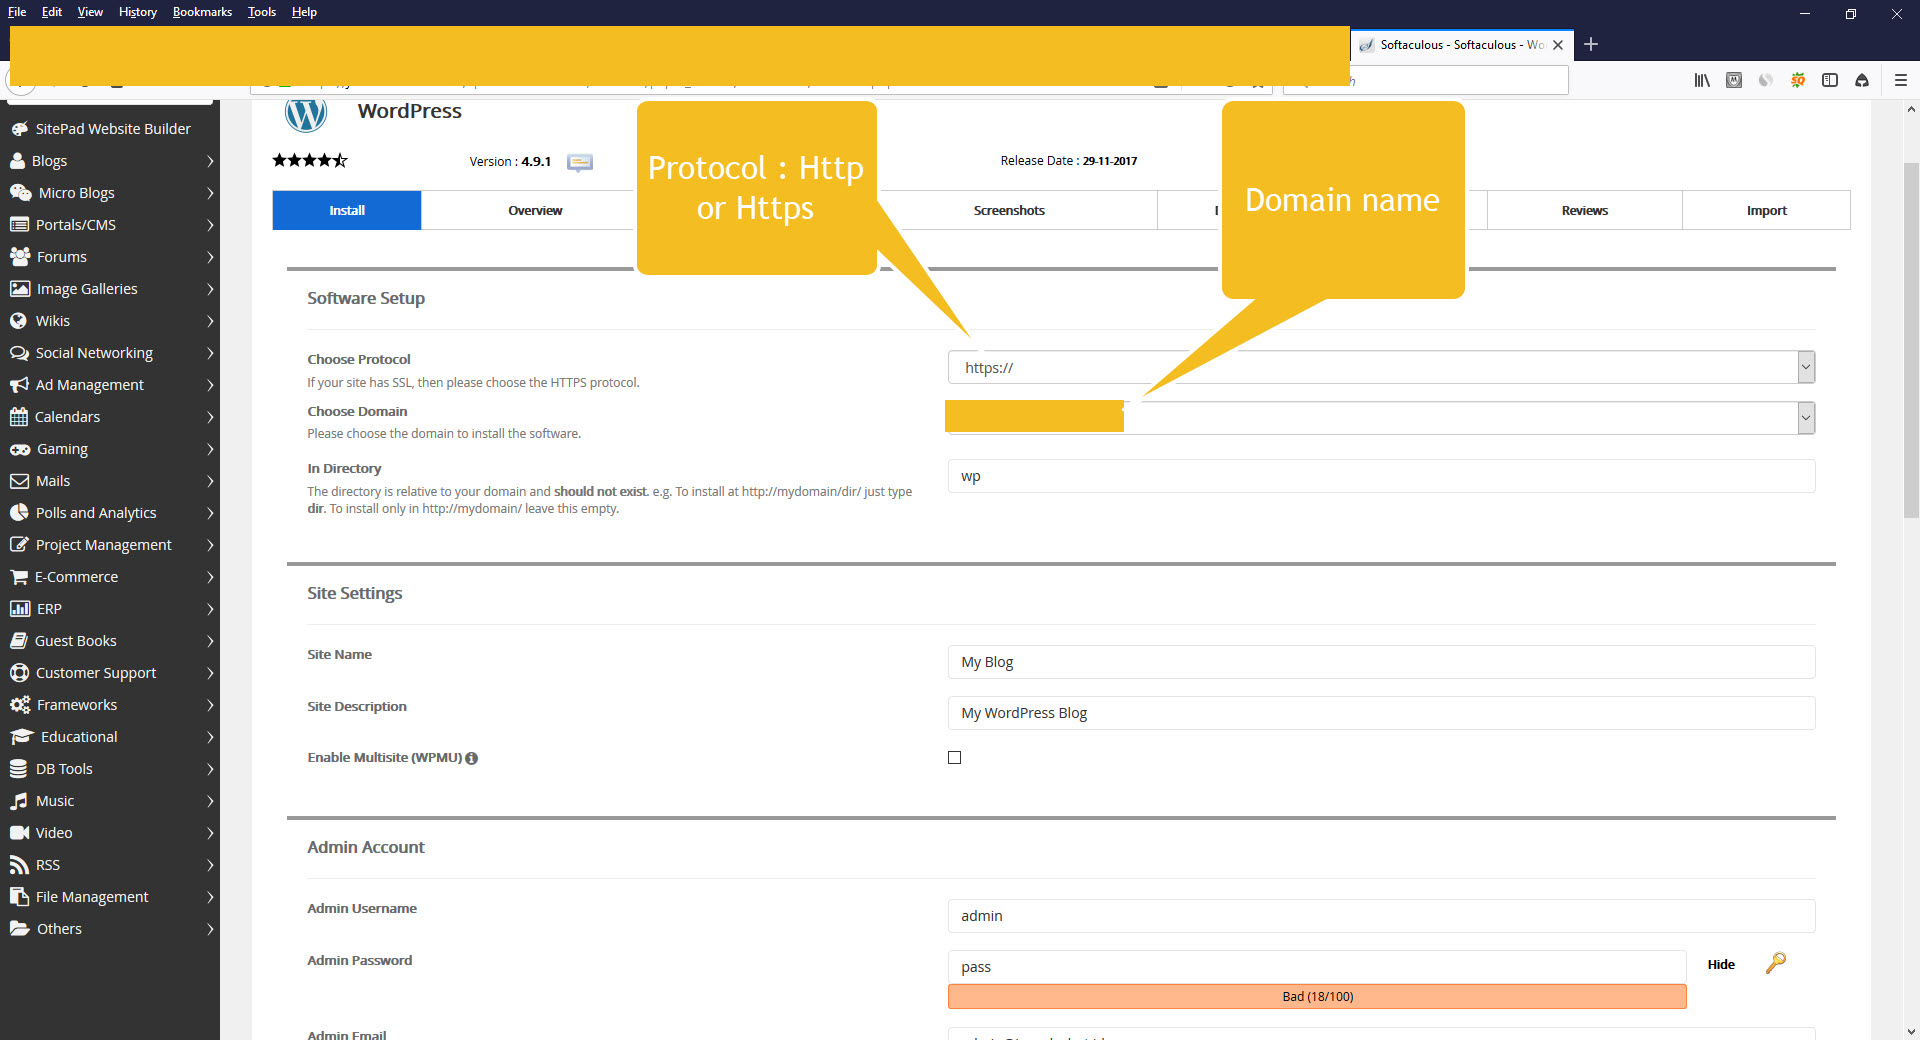 File Edit View History Bookmarks Tools Help
Softaculous - Softaculous - Wo
WordPress
Version : 4.9.1
Release Date : 29-11-2017
Install Overview Screenshots Reviews Import
Protocol : Http
or Https
Domain name
SitePad Website Builder
Blogs
Micro Blogs
Portals/CMS
Forums
Image Galleries
Wikis
Social Networking
Ad Management
Calendars
Gaming
Mails
Polls and Analytics
Project Management
E-Commerce
ERP
Guest Books
Customer Support
Frameworks
Educational
DB Tools
Music
Video
RSS
File Management
Others
Software Setup
Choose Protocol
If your site has SSL, then please choose the HTTPS protocol.
https://
Choose Domain
Please choose the domain to install the software.
In Directory
The directory is relative to your domain and should not exist. e.g. To install at http://mydomain/dir/ just type
dir. To install only in http://mydomain/ leave this empty.
wp
Site Settings
Site Name
My Blog
Site Description
My WordPress Blog
Enable Multisite (WPMU)
Admin Account
Admin Username
admin
Admin Password
pass
Hide
Bad (18/100)
Admin Email